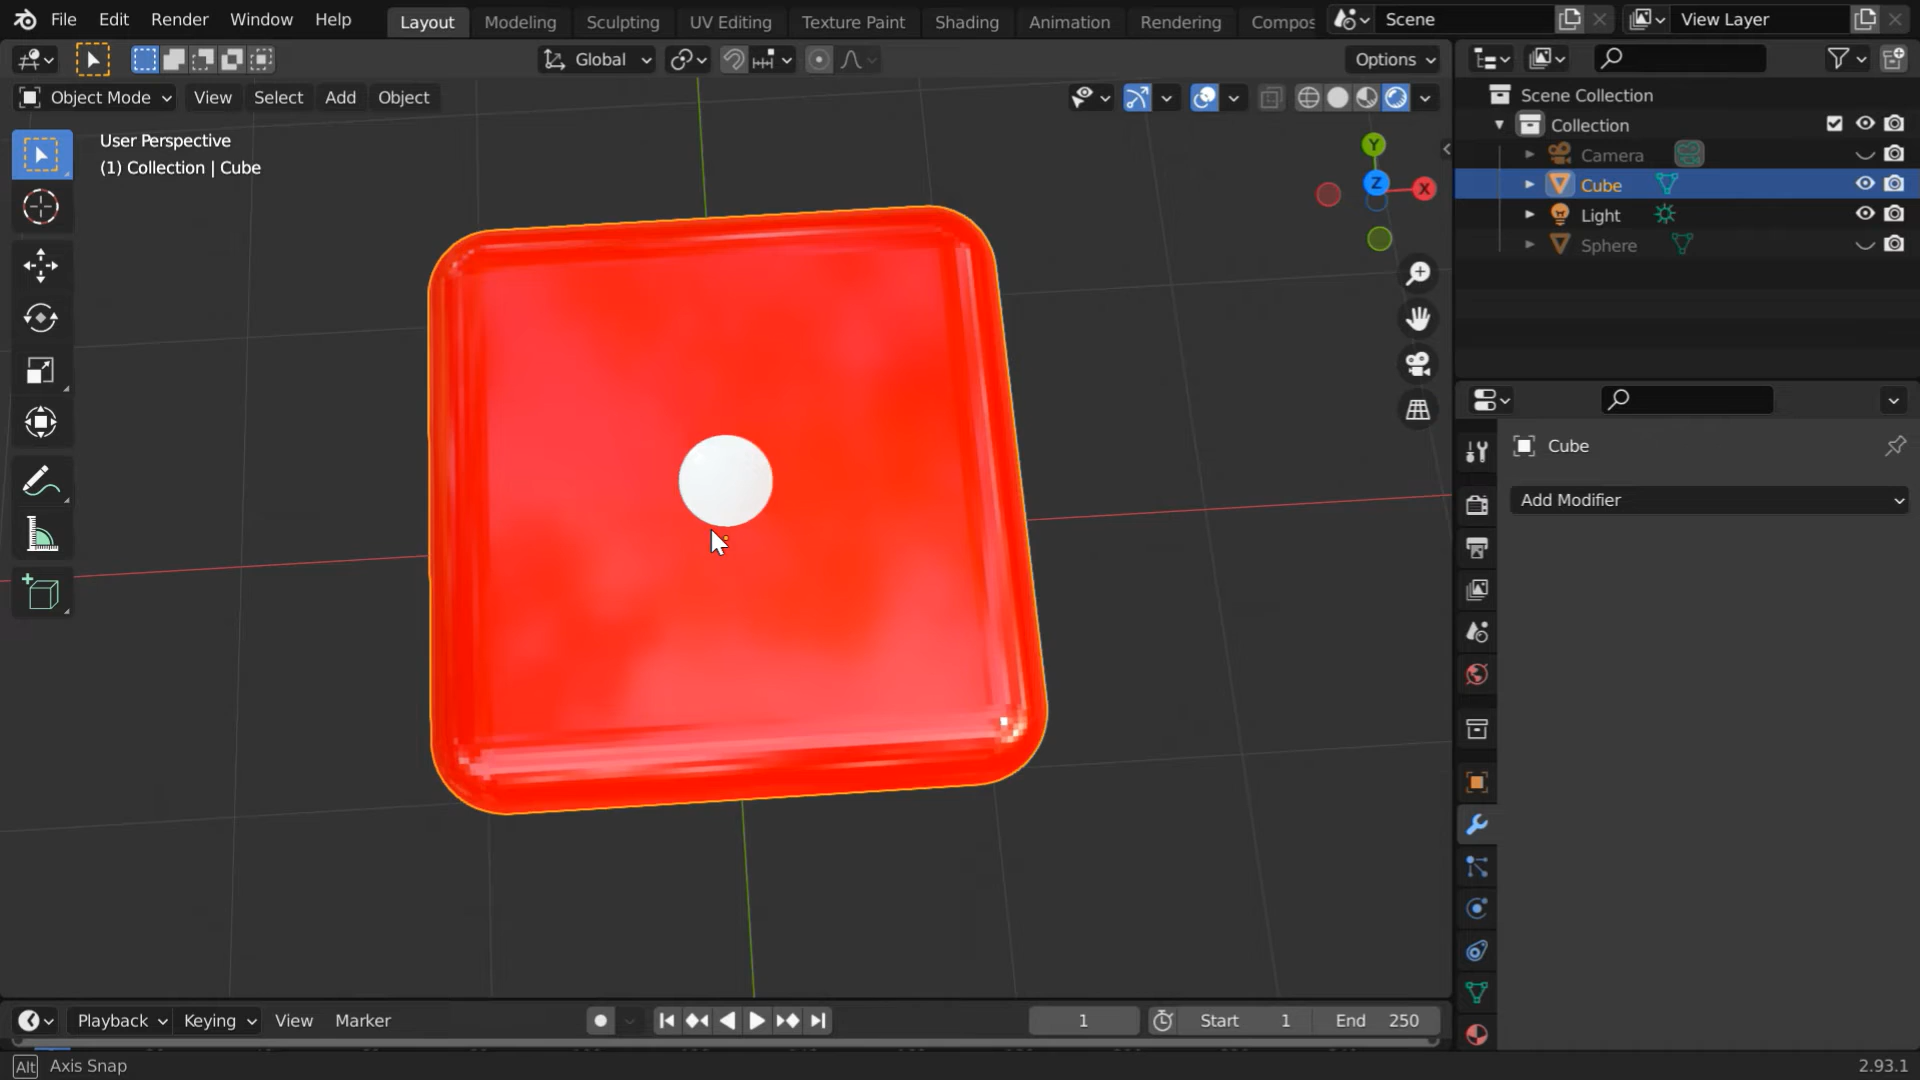 File Edit Render Window Help Layout Modeling Sculpting UV Editing Texture Paint Shading Animation Rendering Compos Scene View Layer
Global Options
Object Mode View Select Add Object
User Perspective
(1) Collection | Cube
Y
Z
X
Scene Collection
Collection
Camera
Cube
Light
Sphere
Cube
Add Modifier
Playback Keying View Marker 1 Start 1 End 250
Alt Axis Snap 2.93.1